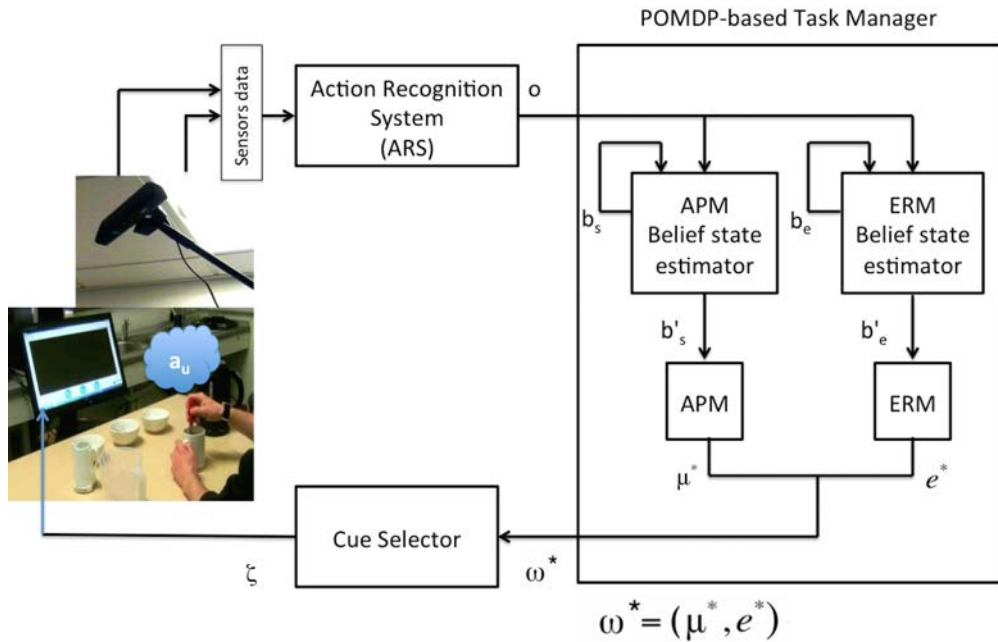 POMDP-based Task Manager
Sensors data
Action Recognition
System
(ARS)
o
b_s
APM
Belief state
estimator
b_e
ERM
Belief state
estimator
b'_s
b'_e
a_u
APM
ERM
μ*
e*
Cue Selector
ζ
ω*
ω*=(μ*,e*)